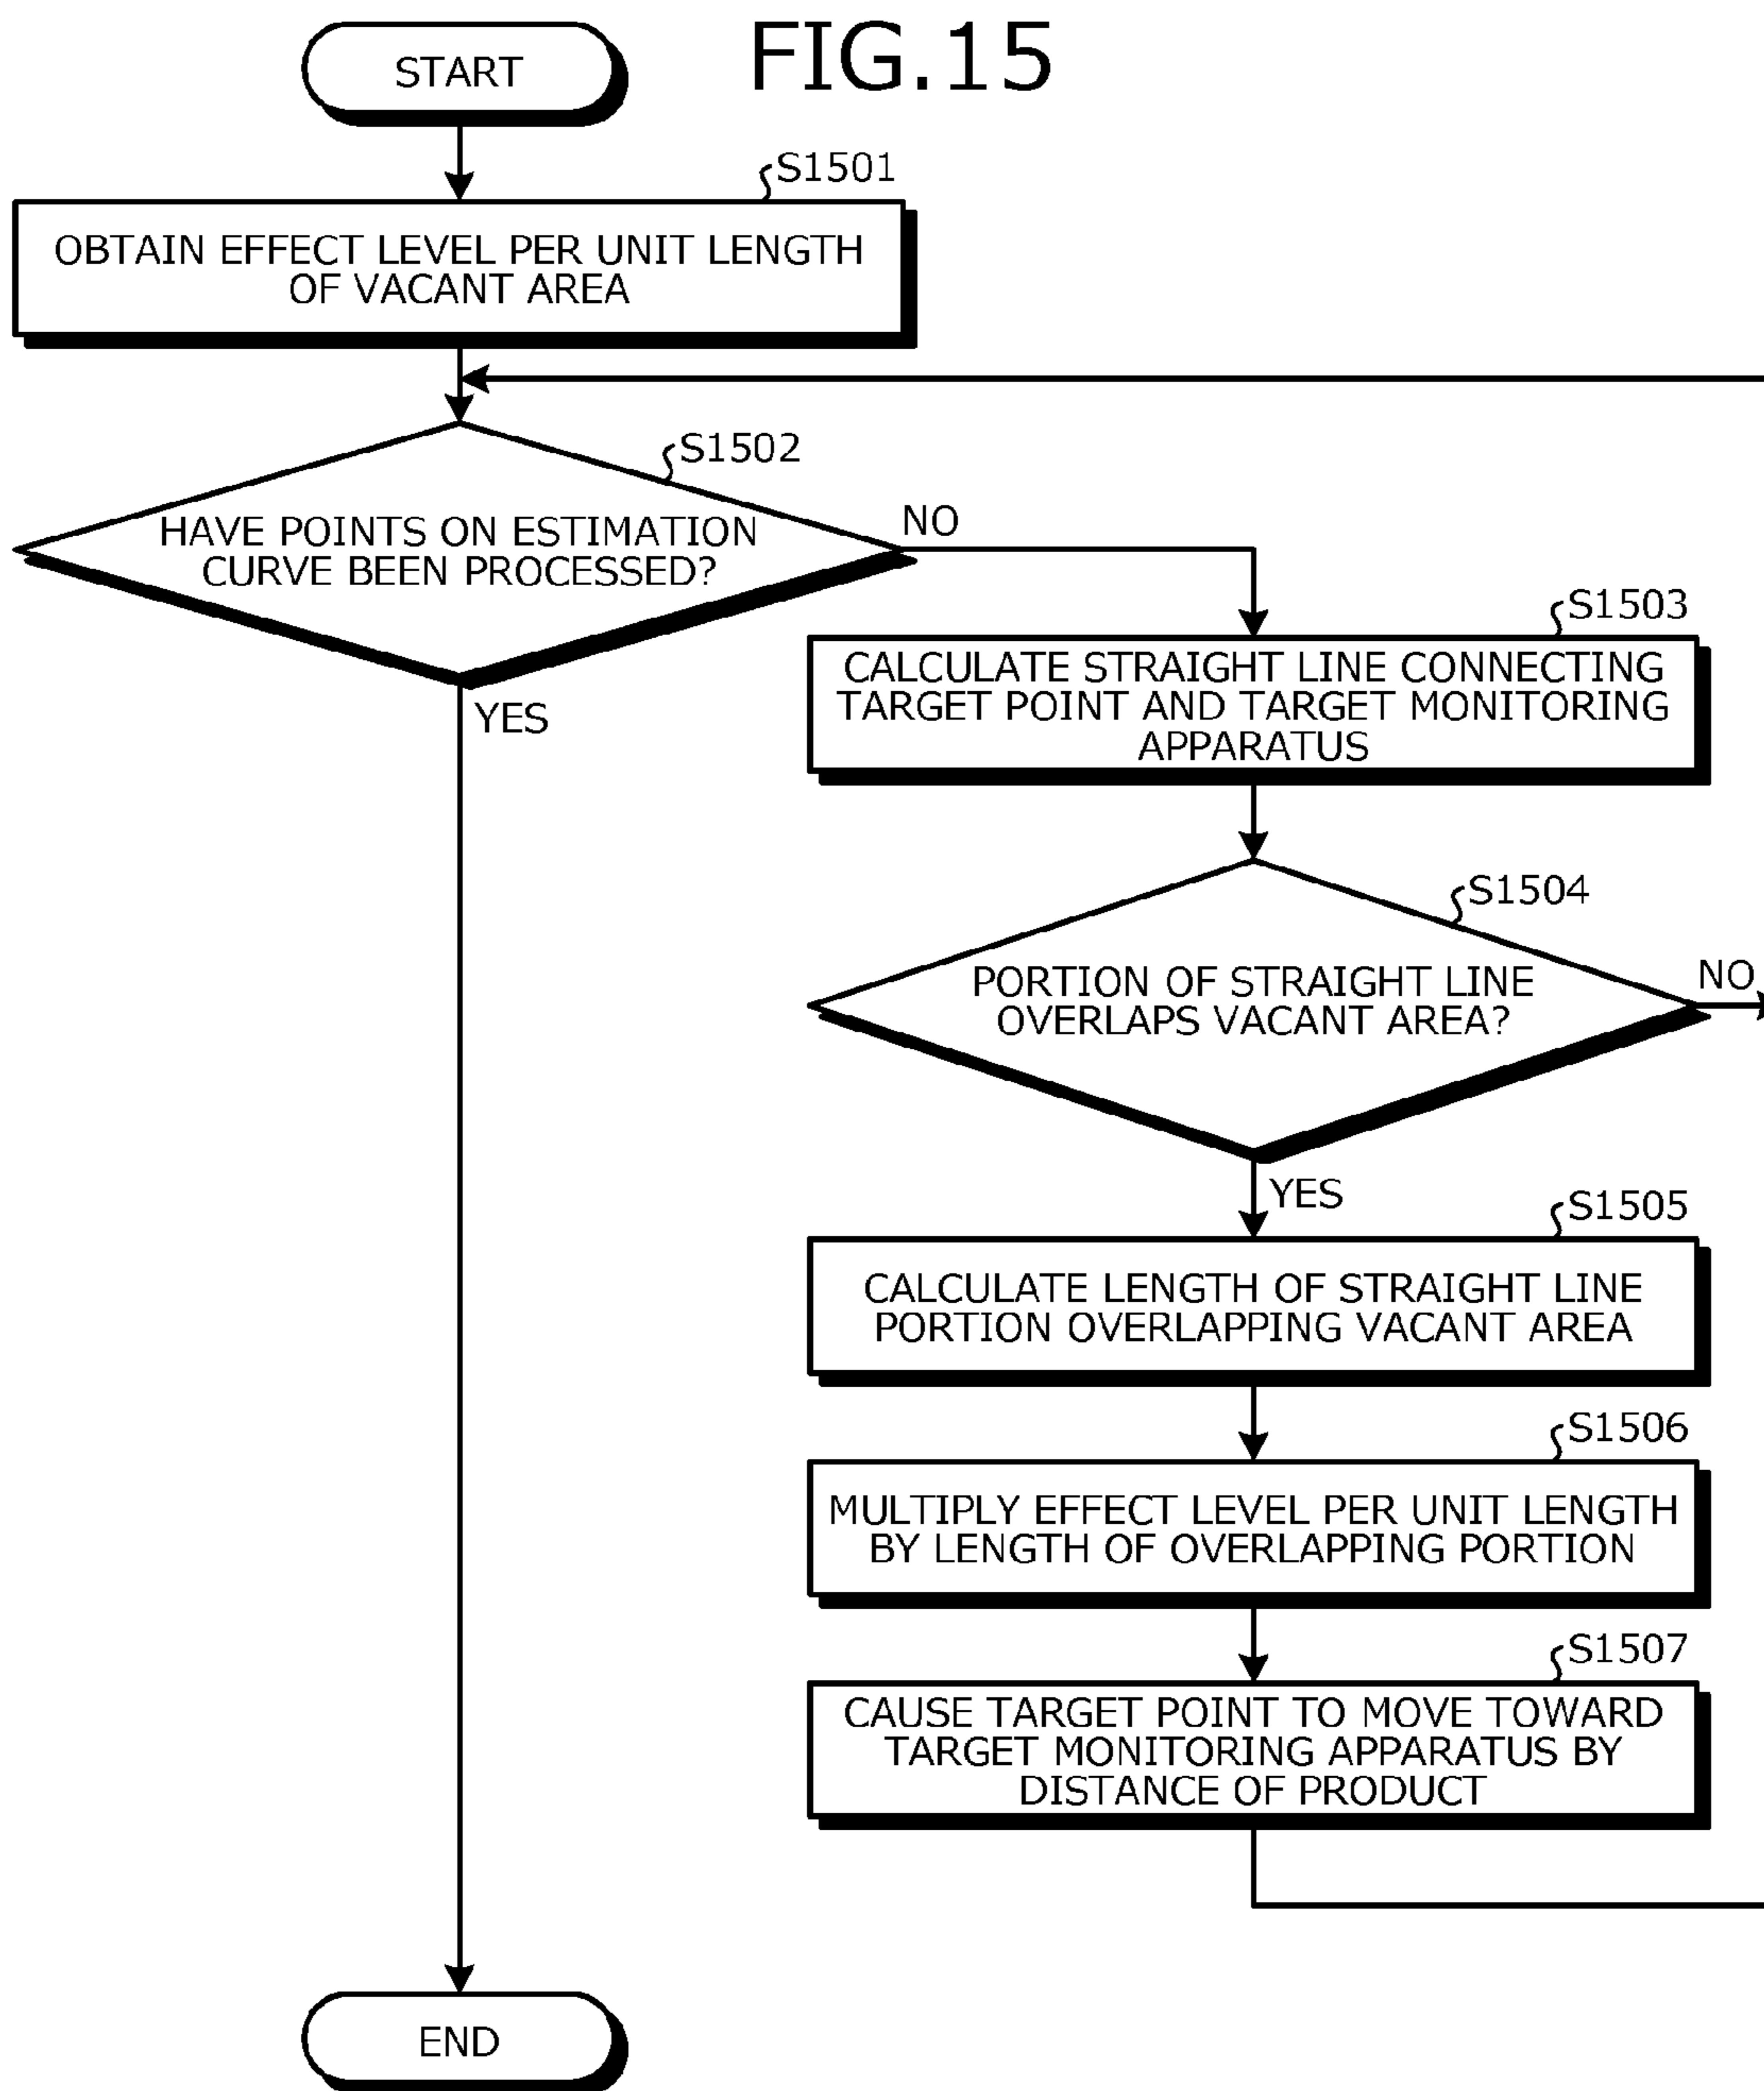 FIG.15
START
S1501
OBTAIN EFFECT LEVEL PER UNIT LENGTH
OF VACANT AREA
S1502
HAVE POINTS ON ESTIMATION
CURVE BEEN PROCESSED?
NO
YES
S1503
CALCULATE STRAIGHT LINE CONNECTING
TARGET POINT AND TARGET MONITORING
APPARATUS
S1504
PORTION OF STRAIGHT LINE
OVERLAPS VACANT AREA?
NO
YES
S1505
CALCULATE LENGTH OF STRAIGHT LINE
PORTION OVERLAPPING VACANT AREA
S1506
MULTIPLY EFFECT LEVEL PER UNIT LENGTH
BY LENGTH OF OVERLAPPING PORTION
S1507
CAUSE TARGET POINT TO MOVE TOWARD
TARGET MONITORING APPARATUS BY
DISTANCE OF PRODUCT
END